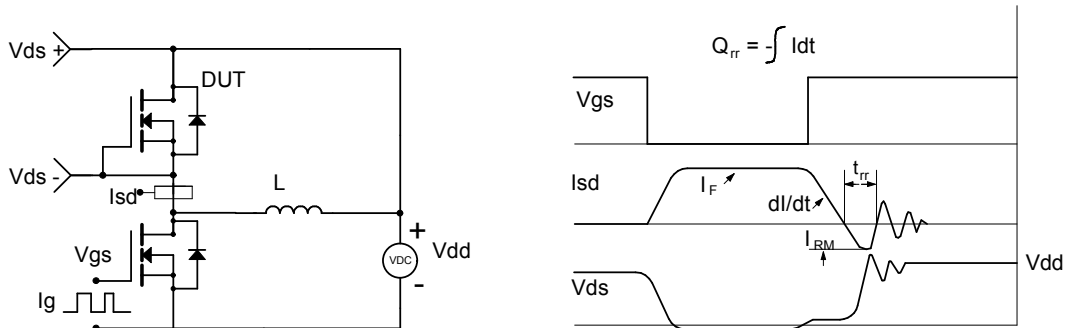 Vds +
DUT
Vds -
Isd
L
Vgs
+
VDC
Vdd
-
Ig
Q_rr = -∫ Idt
Vgs
Isd
I_F
dI/dt
t_rr
I_RM
Vdd
Vds